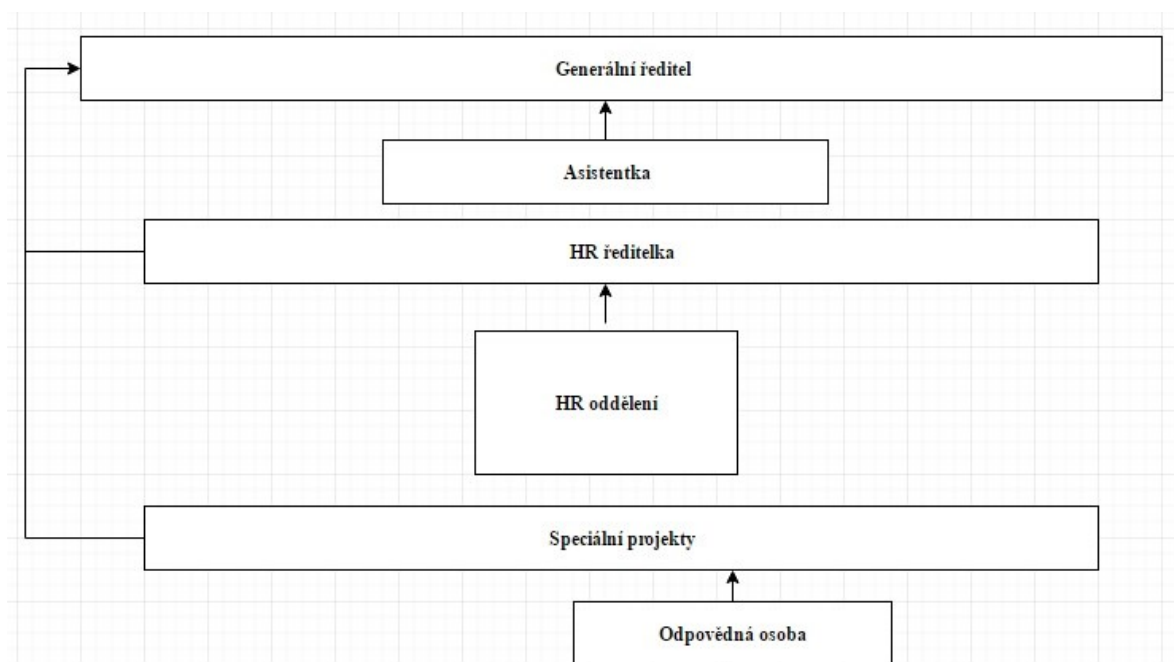 Generální ředitel
Asistentka
HR ředitelka
HR oddělení
Speciální projekty
Odpovědná osoba